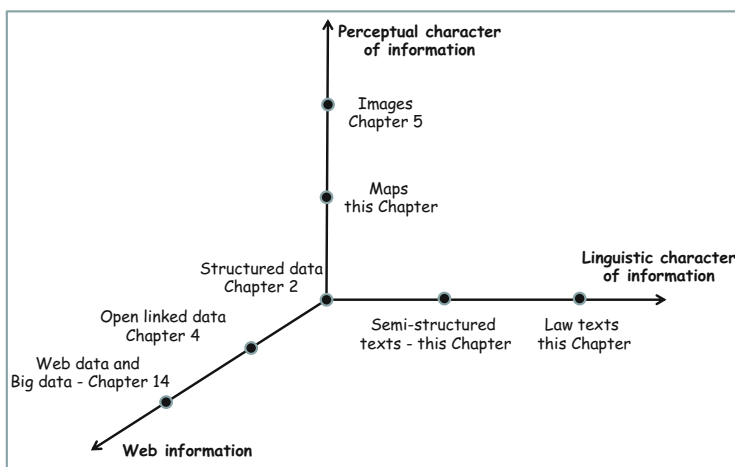 Perceptual character
of information
Images
Chapter 5
Maps
this Chapter
Linguistic character
of information
Structured data
Chapter 2
Open linked data
Chapter 4
Semi-structured
texts - this Chapter
Law texts
this Chapter
Web data and
Big data - Chapter 14
Web information